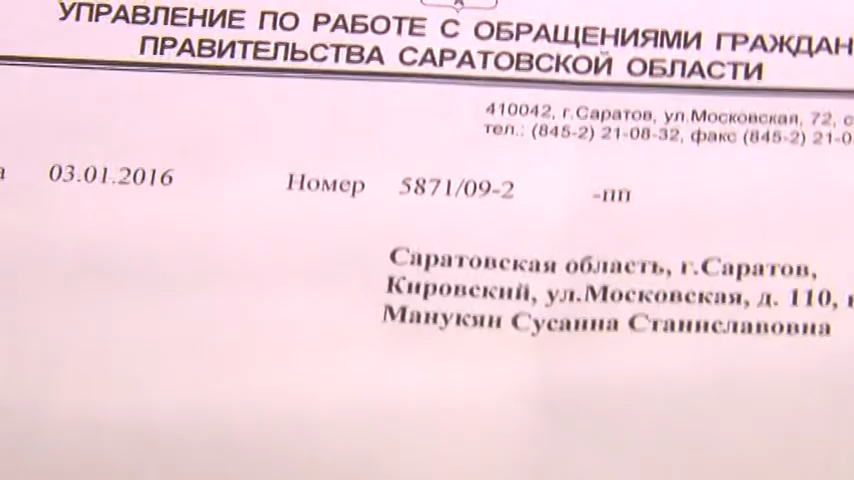 УПРАВЛЕНИЕ ПО РАБОТЕ С ОБРАЩЕНИЯМИ ГРАЖДАН
ПРАВИТЕЛЬСТВА САРАТОВСКОЙ ОБЛАСТИ
410042, г.Саратов, ул.Московская, 72, с
тел.: (845-2) 21-08-32, факс (845-2) 21-0
а 03.01.2016 Номер 5871/09-2 -пп
Саратовская область, г.Саратов,
Кировский, ул.Московская, д. 110,
Манукян Сусанна Станиславовна